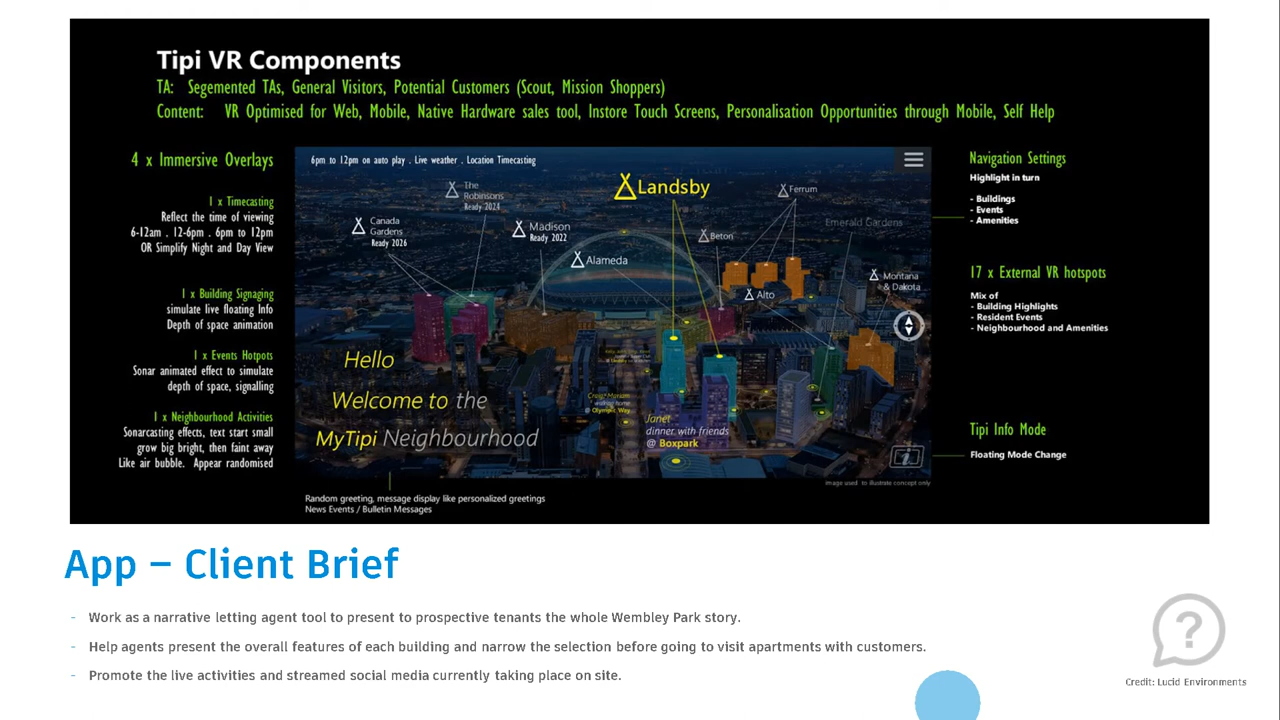 Tipi VR Components
TA: Segemented TAs, General Visitors, Potential Customers (Scout, Mission Shoppers)
Content: VR Optimised for Web, Mobile, Native Hardware sales tool, Instore Touch Screens, Personalisation Opportunities through Mobile, Self Help
4 x Immersive Overlays
1 x Timecasting
Reflect the time of viewing
6-12am . 12-6pm . 6pm to 12pm
OR Simplify Night and Day View
1 x Building Signaging
simulate live floating Info
Depth of space animation
1 x Events Hotpots
Sonar animated effect to simulate
depth of space, signalling
1 x Neighbourhood Activities
Sonarcasting effects, text start small
grow big bright, then faint away
Like air bubble. Appear randomised
6pm to 12pm on auto play . Live weather . Location Timecasting
The
Robinsons
Ready 2024
Landsby
Ferrum
Canada
Gardens
Ready 2026
Madison
Ready 2022
Beton
Emerald Gardens
Alameda
Alto
Montana
& Dakota
Hello
Welcome to the
MyTipi Neighbourhood
Craig Morson
walking home
@ Olympic Way
Janet
dinner with friends
@ Boxpark
image used to illustrate concept only
Random greeting, message display like personalized greetings
News Events / Bulletin Messages
Navigation Settings
Highlight in turn
- Buildings
- Events
- Amenities
17 x External VR hotspots
Mix of
- Building Highlights
- Resident Events
- Neighbourhood and Amenities
Tipi Info Mode
Floating Mode Change
App – Client Brief
- Work as a narrative letting agent tool to present to prospective tenants the whole Wembley Park story.
- Help agents present the overall features of each building and narrow the selection before going to visit apartments with customers.
- Promote the live activities and streamed social media currently taking place on site.
?
Credit: Lucid Environments